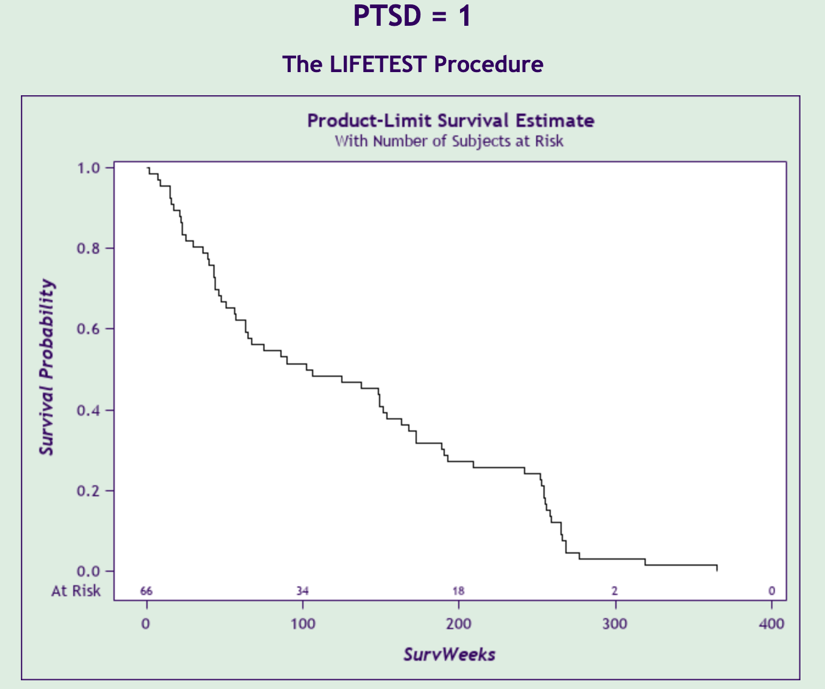 PTSD = 1
The LIFETEST Procedure
Product-Limit Survival Estimate
With Number of Subjects at Risk
1.0
0.8
0.6
0.4
0.2
0.0
Survival Probability
At Risk 66 34 18 2 0
0 100 200 300 400
SurvWeeks